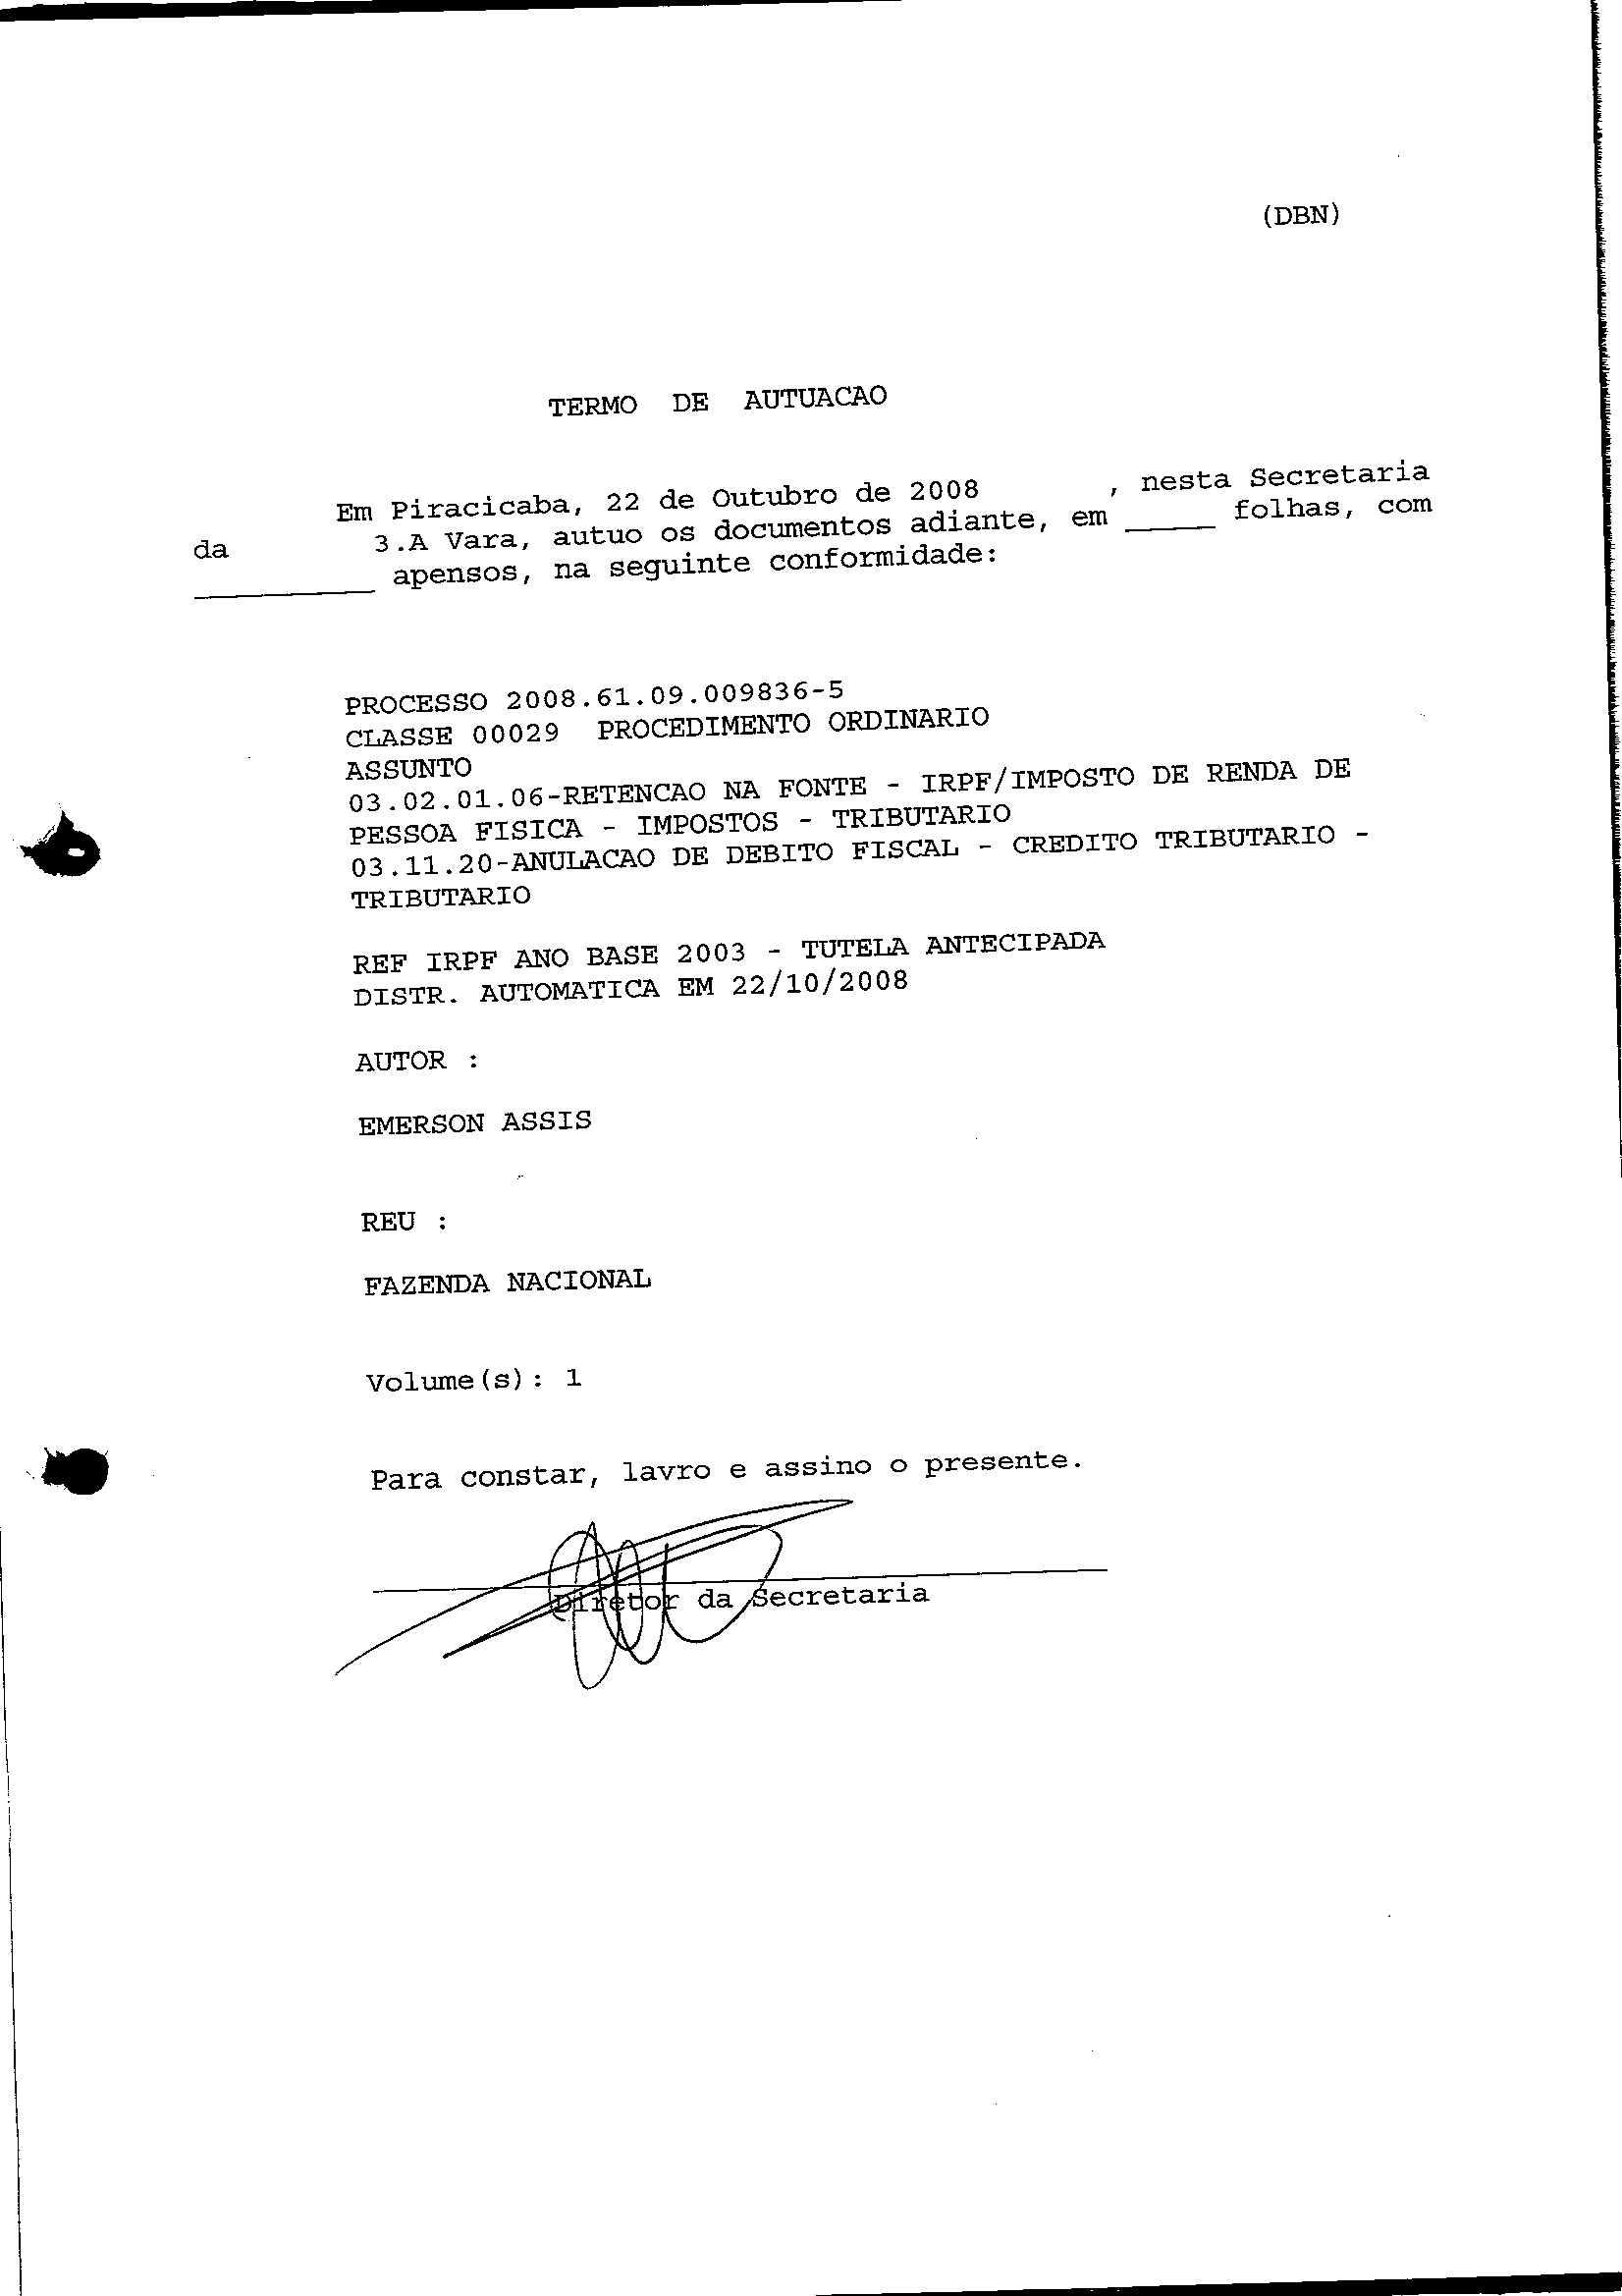 (DBN)
TERMO DE AUTUACAO
Em Piracicaba, 22 de Outubro de 2008 , nesta Secretaria
da 3.A Vara, autuo os documentos adiante, em _____ folhas, com
__________ apensos, na seguinte conformidade:
PROCESSO 2008.61.09.009836-5
CLASSE 00029 PROCEDIMENTO ORDINARIO
ASSUNTO
03.02.01.06-RETENCAO NA FONTE - IRPF/IMPOSTO DE RENDA DE
PESSOA FISICA - IMPOSTOS - TRIBUTARIO
03.11.20-ANULACAO DE DEBITO FISCAL - CREDITO TRIBUTARIO -
TRIBUTARIO
REF IRPF ANO BASE 2003 - TUTELA ANTECIPADA
DISTR. AUTOMATICA EM 22/10/2008
AUTOR :
EMERSON ASSIS
REU :
FAZENDA NACIONAL
Volume(s): 1
Para constar, lavro e assino o presente.
Diretor da Secretaria